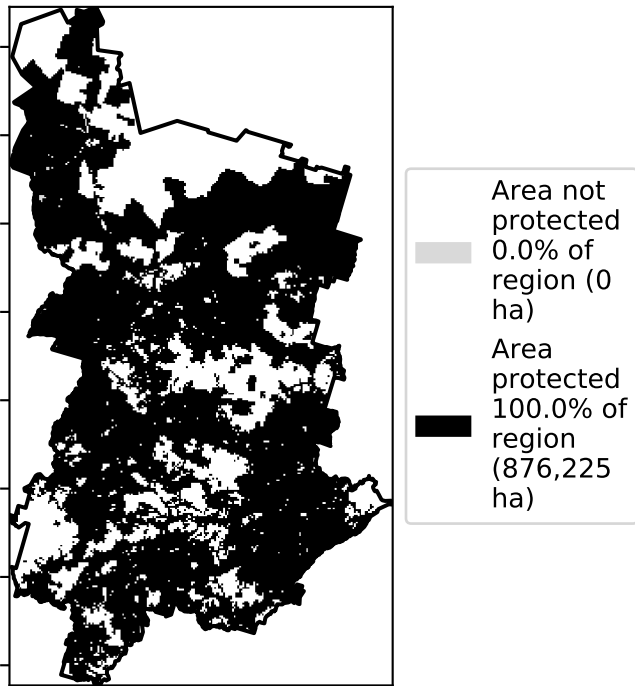 Area not
protected
0.0% of
region (0
ha)
Area
protected
100.0% of
region
(876,225
ha)